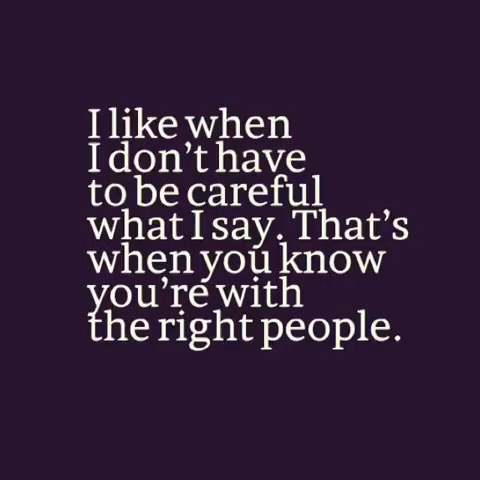 I like when
I don't have
to be careful
what I say. That's
when you know
you're with
the right people.